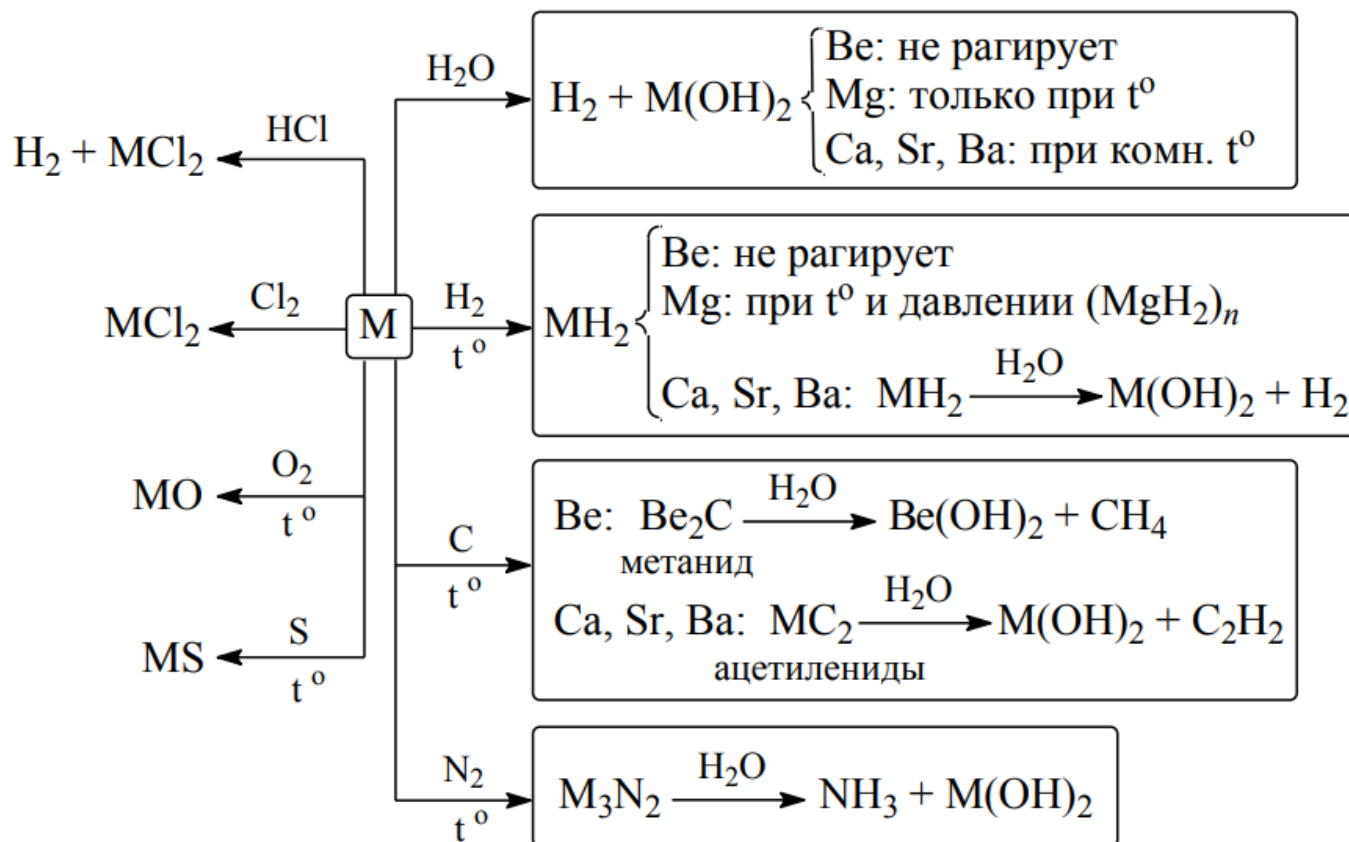 H₂O
H₂ + M(OH)₂
Be: не рагирует
Mg: только при tº
Ca, Sr, Ba: при комн. tº
HCl
H₂ + MCl₂
Cl₂
MCl₂
M
H₂
tº
MH₂
Be: не рагирует
Mg: при tº и давлении (MgH₂)n
Ca, Sr, Ba: MH₂ H₂O M(OH)₂ + H₂
O₂
MO
tº
S
MS
tº
C
tº
Be: Be₂C H₂O Be(OH)₂ + CH₄
метанид
Ca, Sr, Ba: MC₂ H₂O M(OH)₂ + C₂H₂
ацетилениды
N₂
tº
M₃N₂ H₂O NH₃ + M(OH)₂